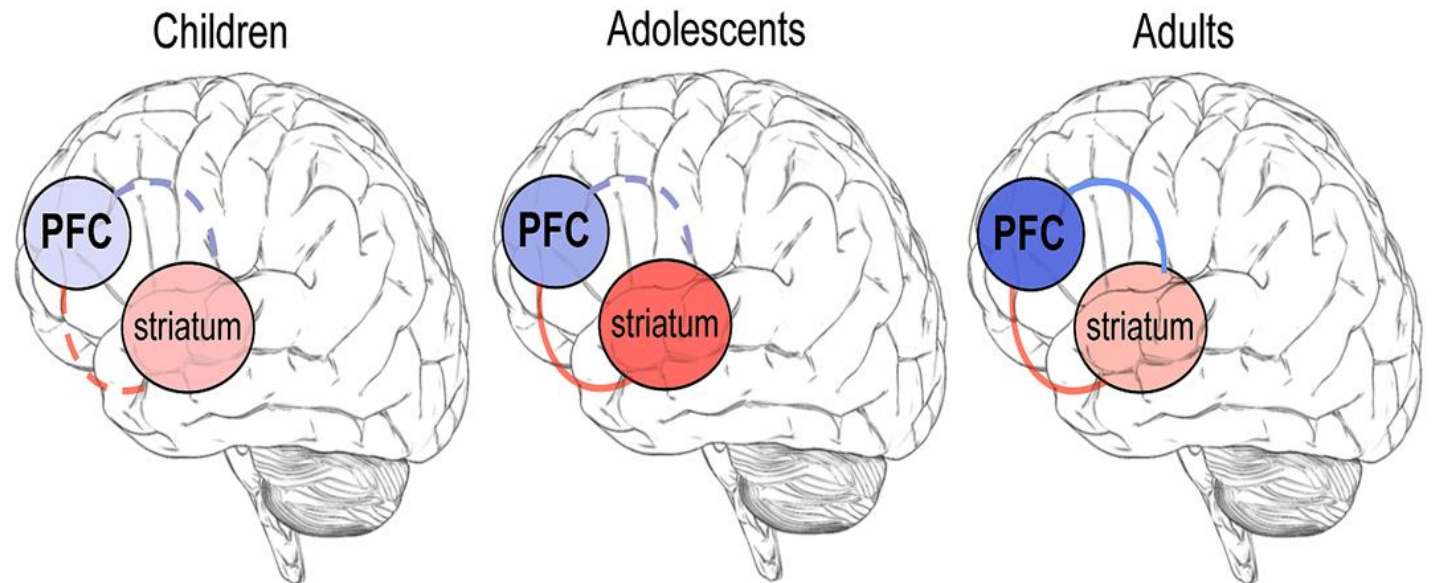 Children
Adolescents
Adults
PFC
striatum
PFC
striatum
PFC
striatum